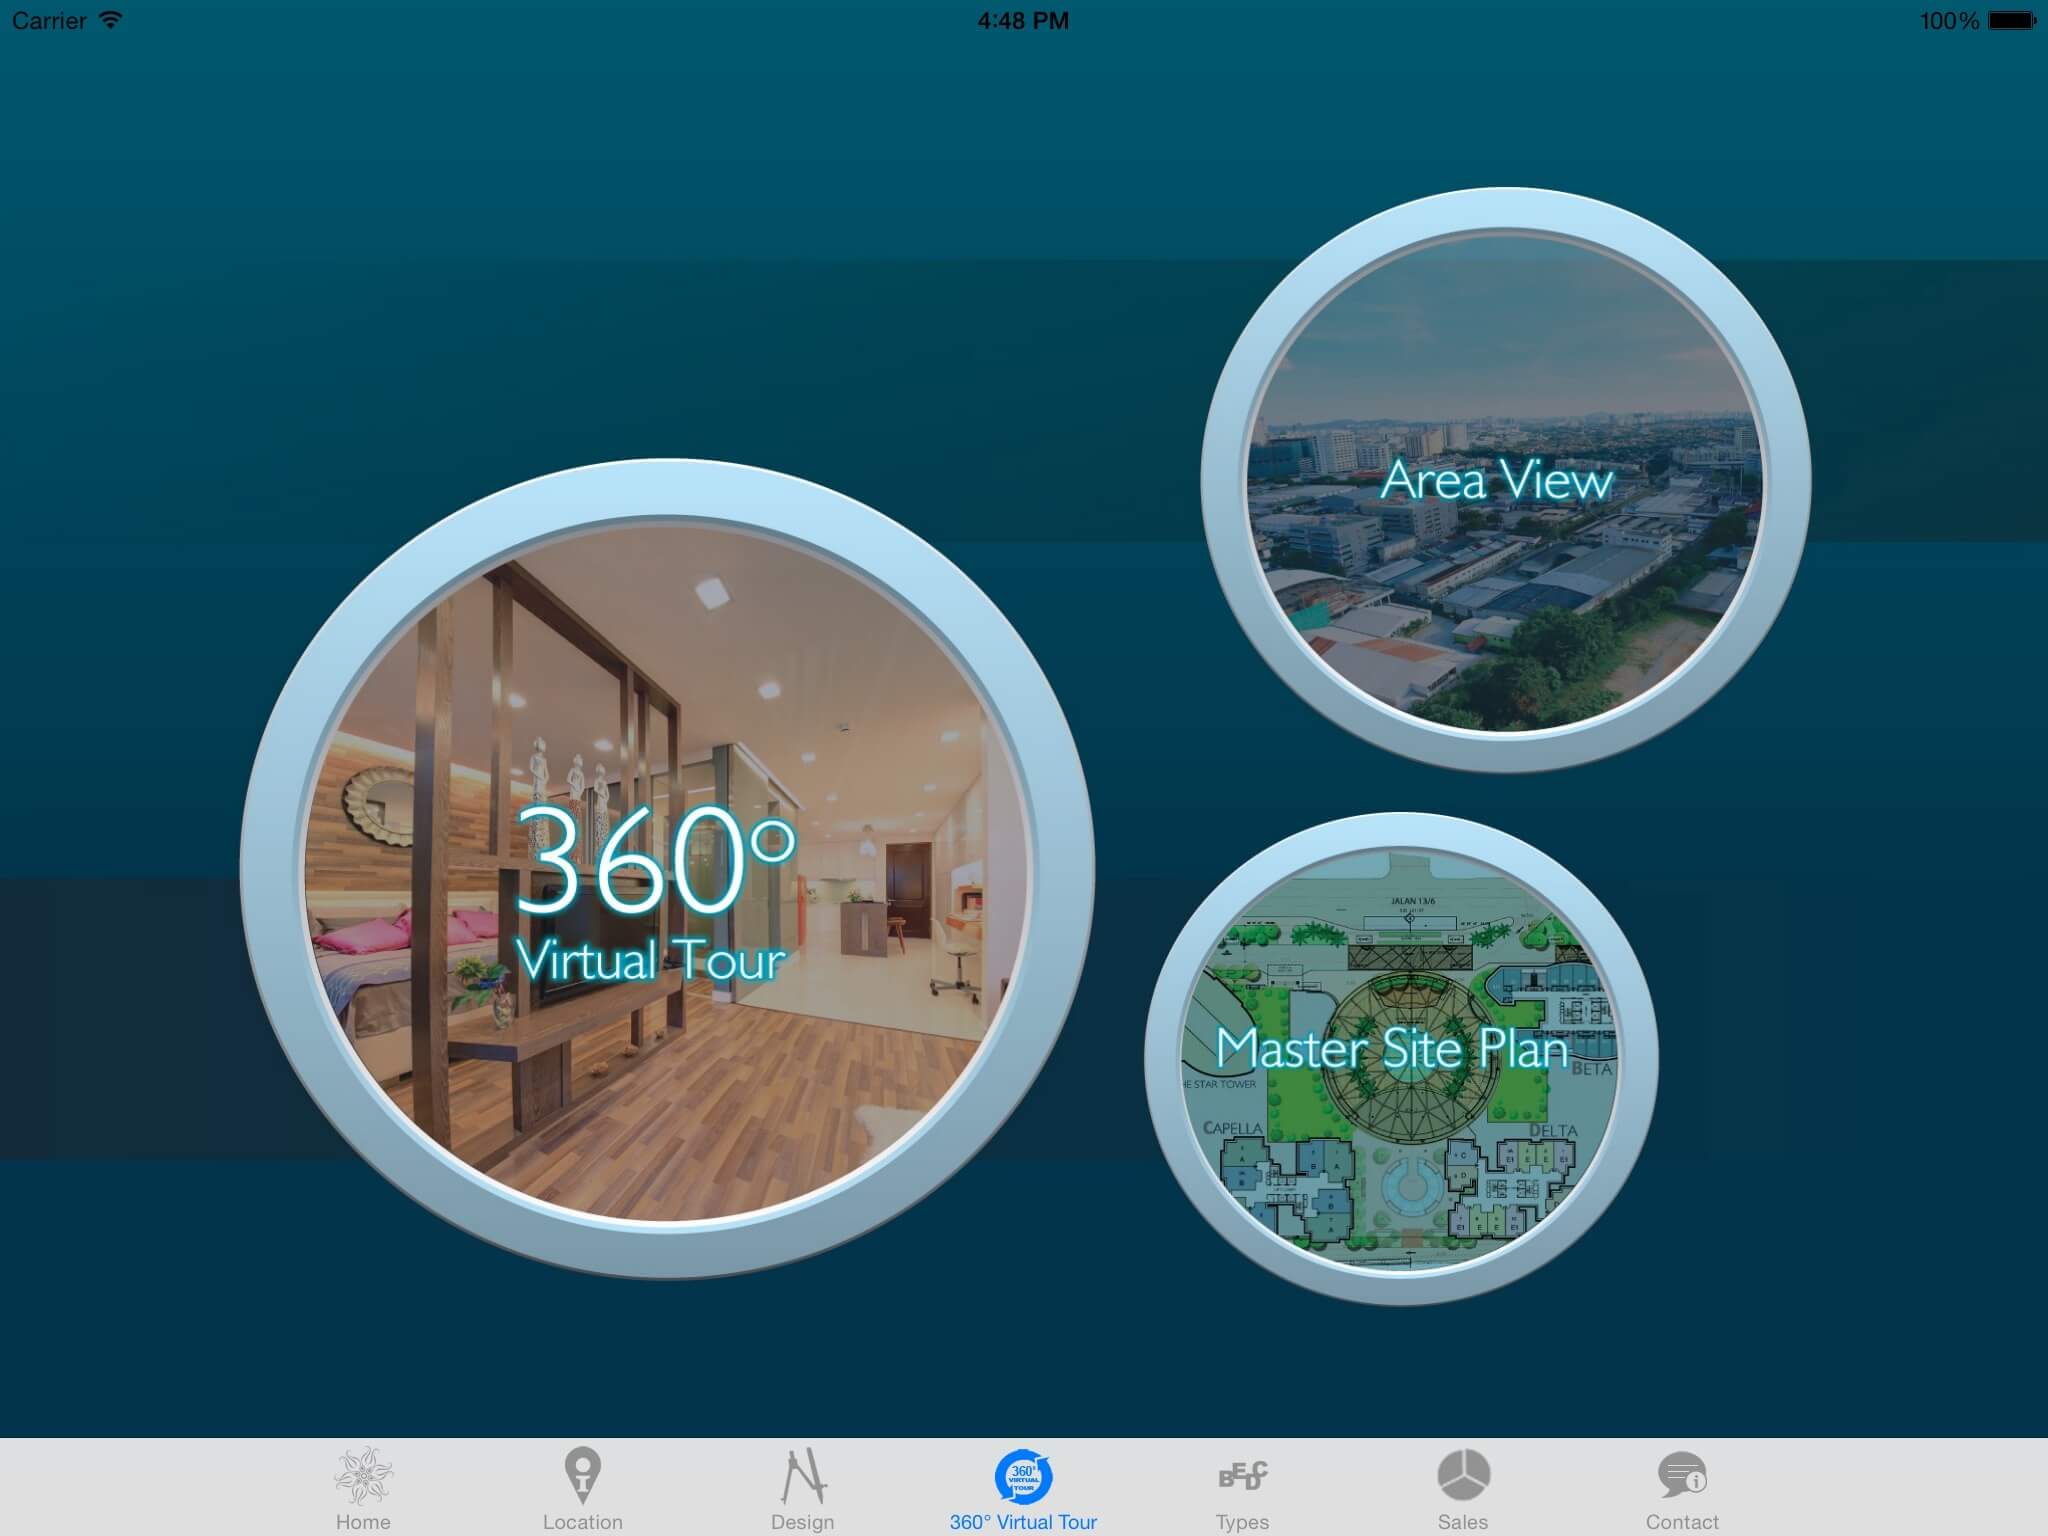 Carrier
4:48 PM
100%
Area View
360°
Virtual Tour
JALAN 13/6
Master Site Plan
BETA
HE STAR TOWER
CAPELLA
DELTA
360°
VIRTUAL
TOUR
BEDC
Home
Location
Design
360° Virtual Tour
Types
Sales
Contact